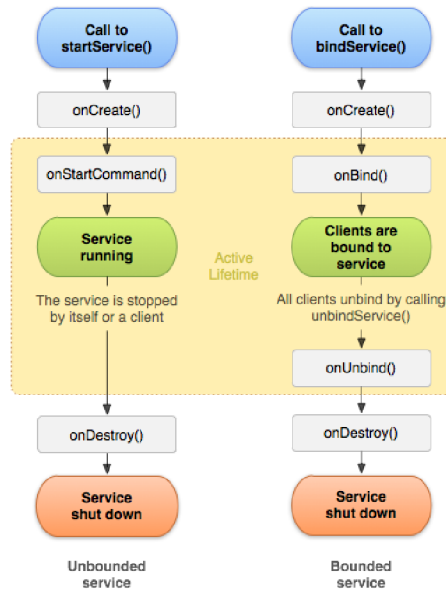 Call to
startService()
onCreate()
onStartCommand()
Service
running
The service is stopped
by itself or a client
onDestroy()
Service
shut down
Unbounded
service
Active
Lifetime
Call to
bindService()
onCreate()
onBind()
Clients are
bound to
service
All clients unbind by calling
unbindService()
onUnbind()
onDestroy()
Service
shut down
Bounded
service